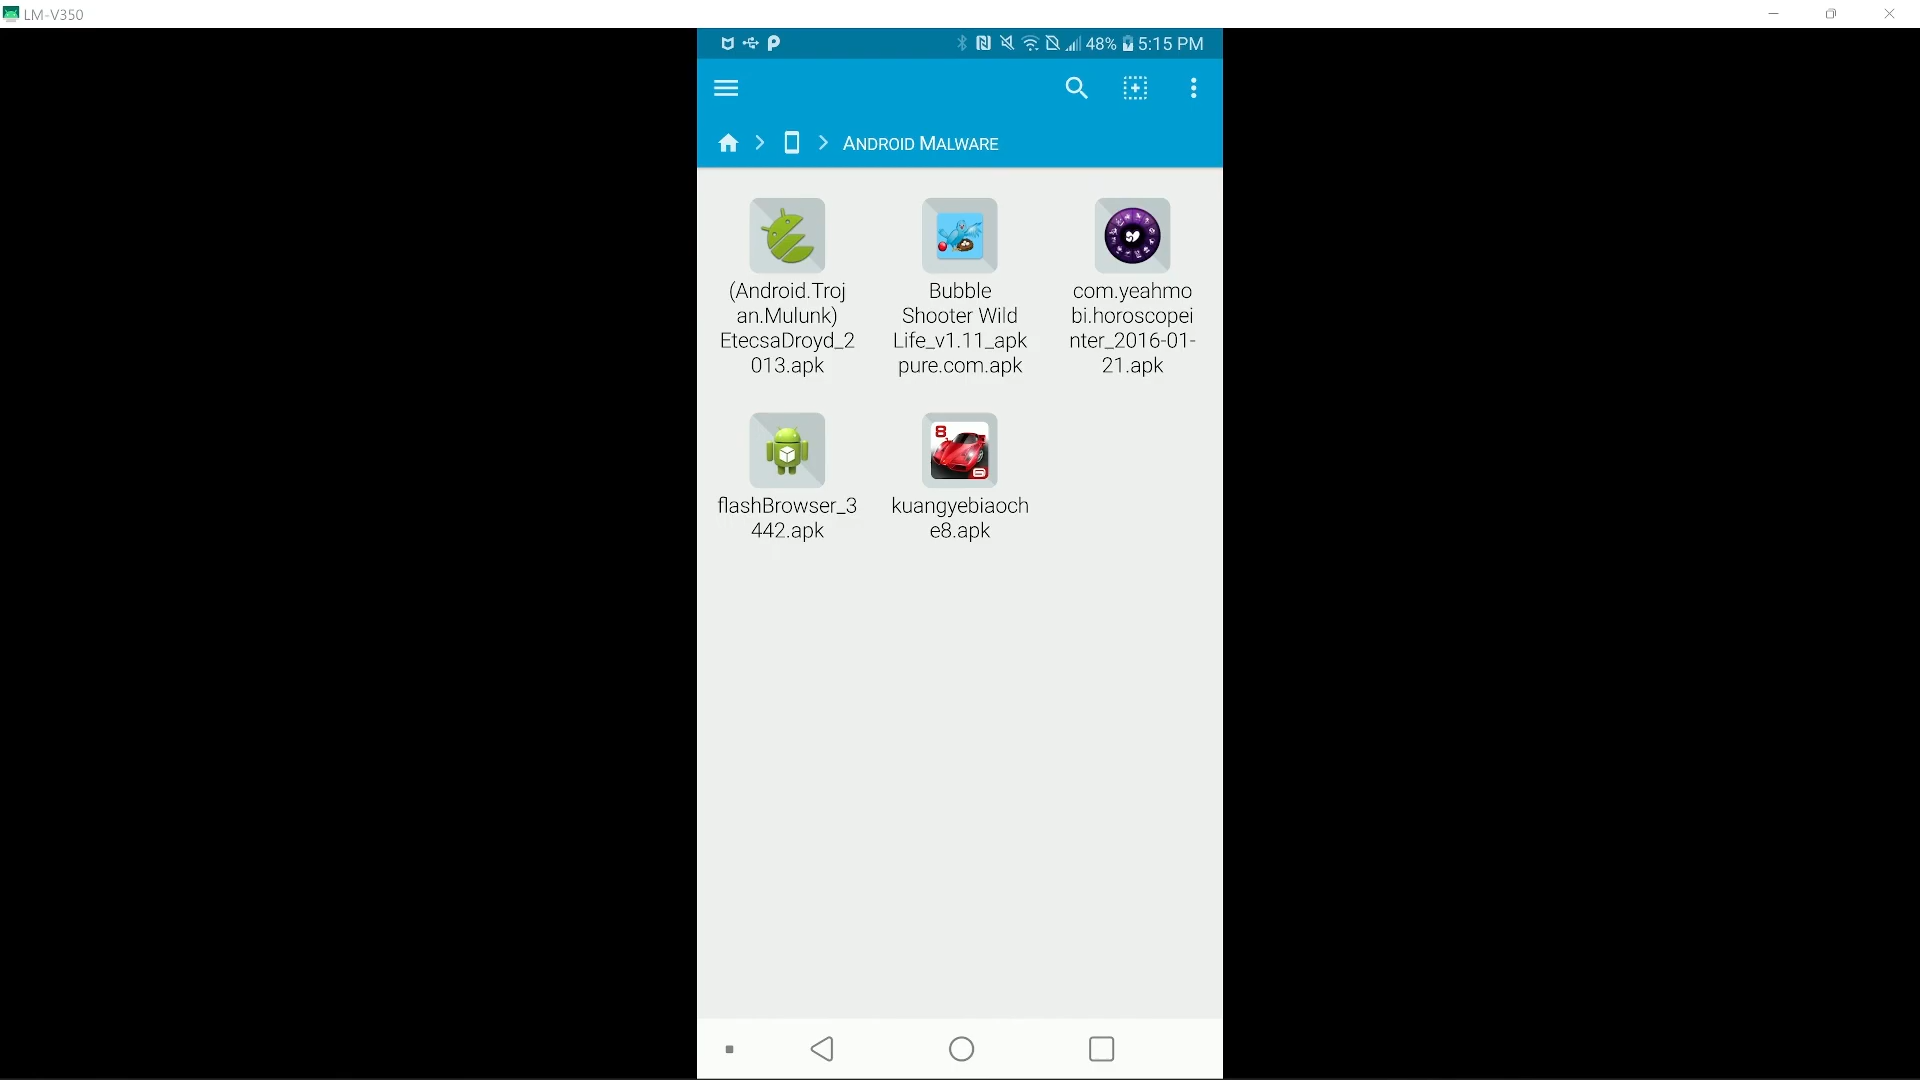 LM-V350
48% 5:15 PM
ANDROID MALWARE
(Android.Troj
an.Mulunk)
EtecsaDroyd_2
013.apk
Bubble
Shooter Wild
Life_v1.11_apk
pure.com.apk
com.yeahmo
bi.horoscopei
nter_2016-01-
21.apk
flashBrowser_3
442.apk
8
kuangyebiaoch
e8.apk